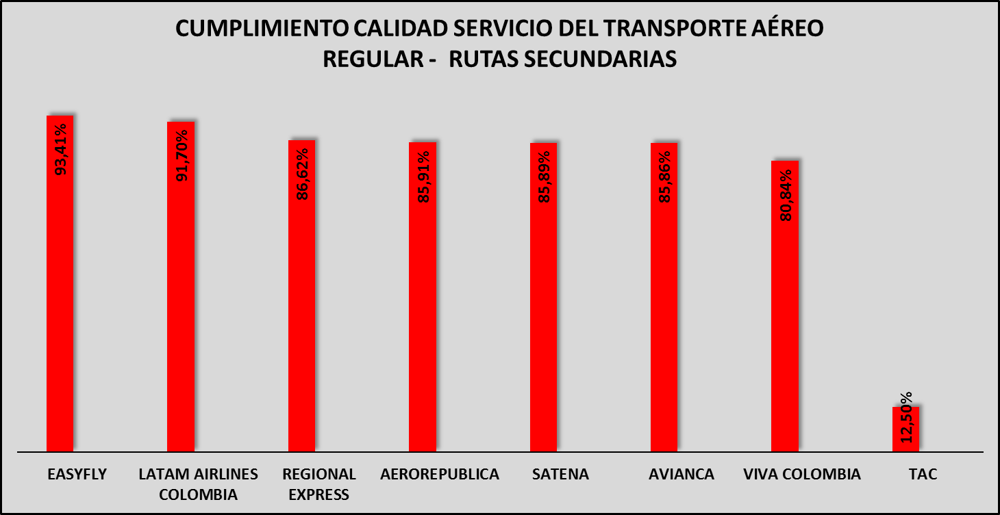 CUMPLIMIENTO CALIDAD SERVICIO DEL TRANSPORTE AÉREO
REGULAR - RUTAS SECUNDARIAS
93,41%
91,70%
86,62%
85,91%
85,89%
85,86%
80,84%
12,50%
EASYFLY
LATAM AIRLINES
COLOMBIA
REGIONAL
EXPRESS
AEROREPUBLICA
SATENA
AVIANCA
VIVA COLOMBIA
TAC